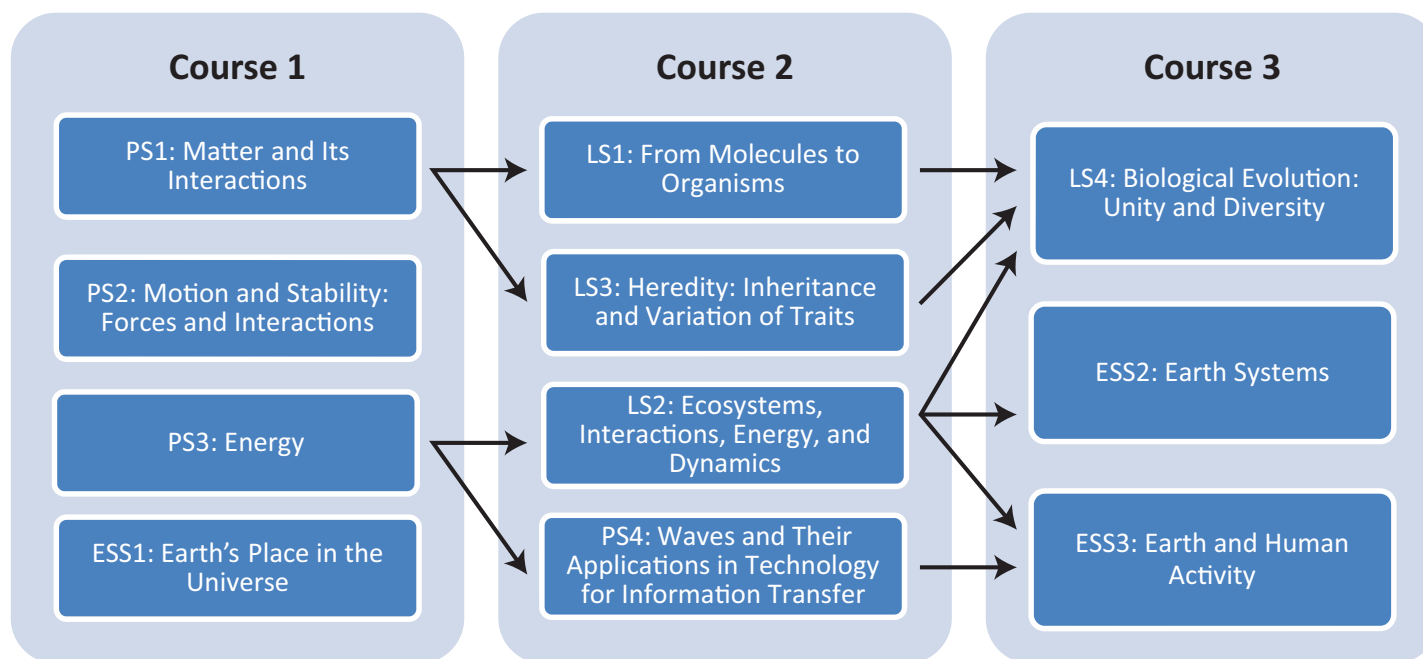 Course 1
PS1: Matter and Its
Interactions
PS2: Motion and Stability:
Forces and Interactions
PS3: Energy
ESS1: Earth's Place in the
Universe
Course 2
LS1: From Molecules to
Organisms
LS3: Heredity: Inheritance
and Variation of Traits
LS2: Ecosystems,
Interactions, Energy, and
Dynamics
PS4: Waves and Their
Applications in Technology
for Information Transfer
Course 3
LS4: Biological Evolution:
Unity and Diversity
ESS2: Earth Systems
ESS3: Earth and Human
Activity